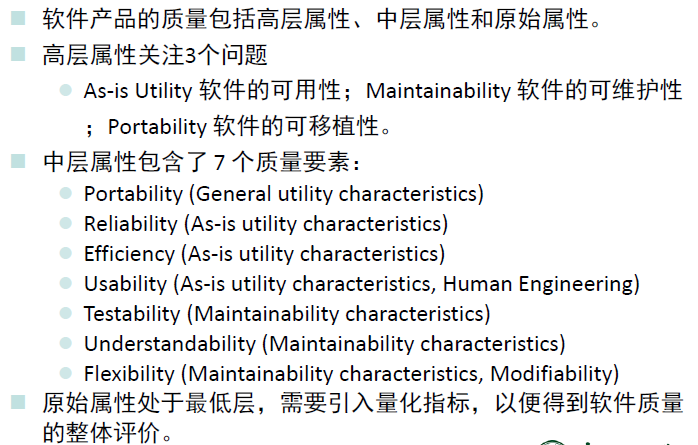 软件产品的质量包括高层属性、中层属性和原始属性。
高层属性关注3个问题
As-is Utility 软件的可用性；Maintainability 软件的可维护性
；Portability 软件的可移植性。
中层属性包含了 7 个质量要素：
Portability (General utility characteristics)
Reliability (As-is utility characteristics)
Efficiency (As-is utility characteristics)
Usability (As-is utility characteristics, Human Engineering)
Testability (Maintainability characteristics)
Understandability (Maintainability characteristics)
Flexibility (Maintainability characteristics, Modifiability)
原始属性处于最低层，需要引入量化指标，以便得到软件质量
的整体评价。